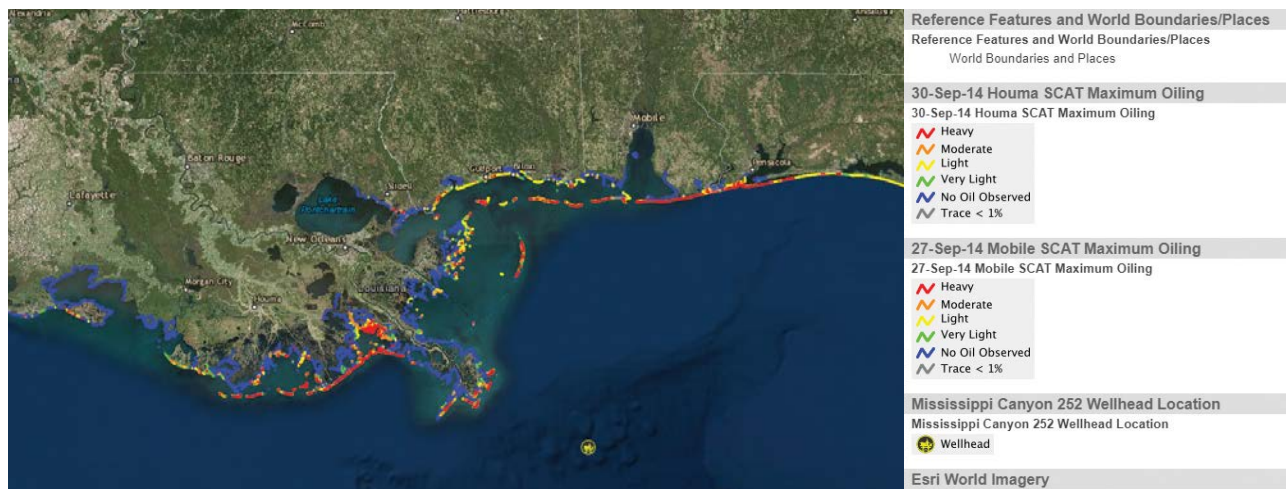 Alexandria
McComb
Hattiesburg
Andalusia
Mobile
Baton Rouge
Gulfport
Biloxi
Pensacola
Slidell
Lafayette
Lake
Pontchartrain
New Orleans
Morgan City
Louisiana
Houma
Reference Features and World Boundaries/Places
Reference Features and World Boundaries/Places
World Boundaries and Places
30-Sep-14 Houma SCAT Maximum Oiling
30-Sep-14 Houma SCAT Maximum Oiling
Heavy
Moderate
Light
Very Light
No Oil Observed
Trace < 1%
27-Sep-14 Mobile SCAT Maximum Oiling
27-Sep-14 Mobile SCAT Maximum Oiling
Heavy
Moderate
Light
Very Light
No Oil Observed
Trace < 1%
Mississippi Canyon 252 Wellhead Location
Mississippi Canyon 252 Wellhead Location
Wellhead
Esri World Imagery